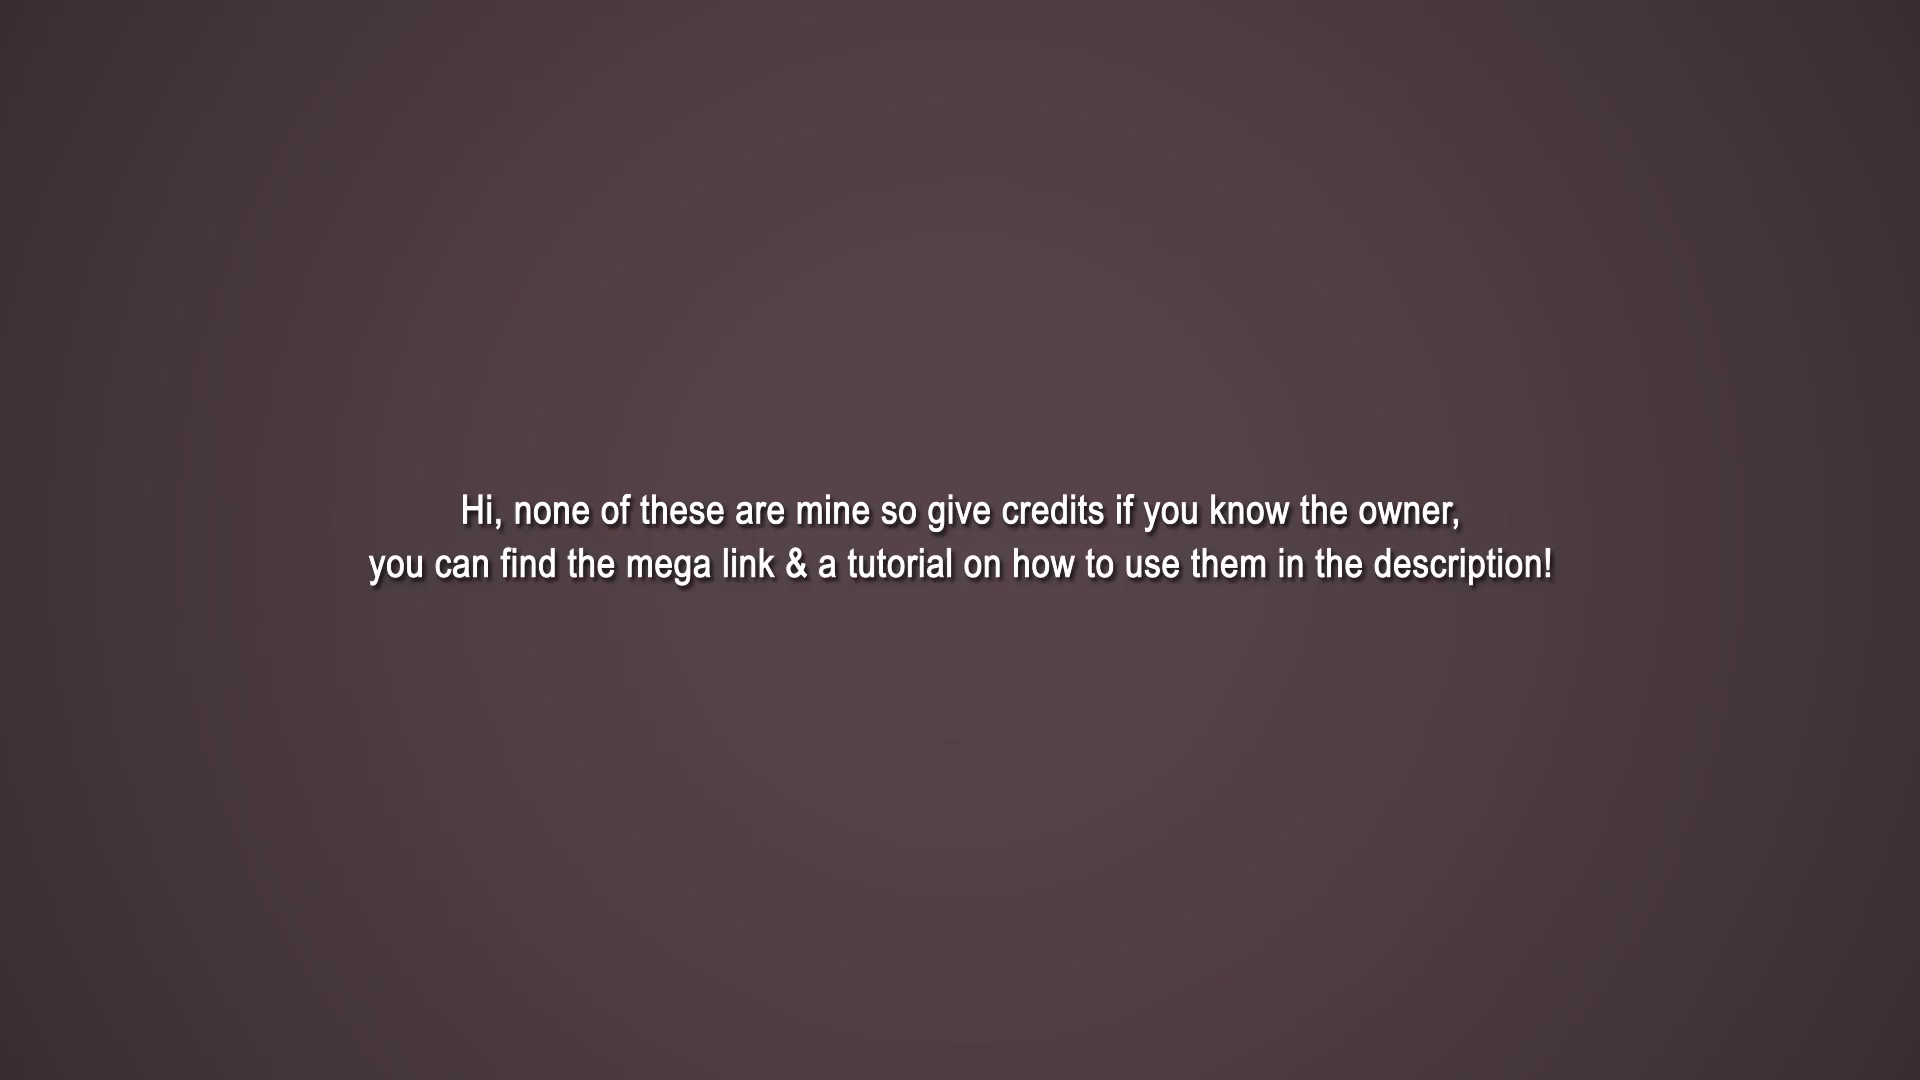 Hi, none of these are mine so give credits if you know the owner,
you can find the mega link & a tutorial on how to use them in the description!